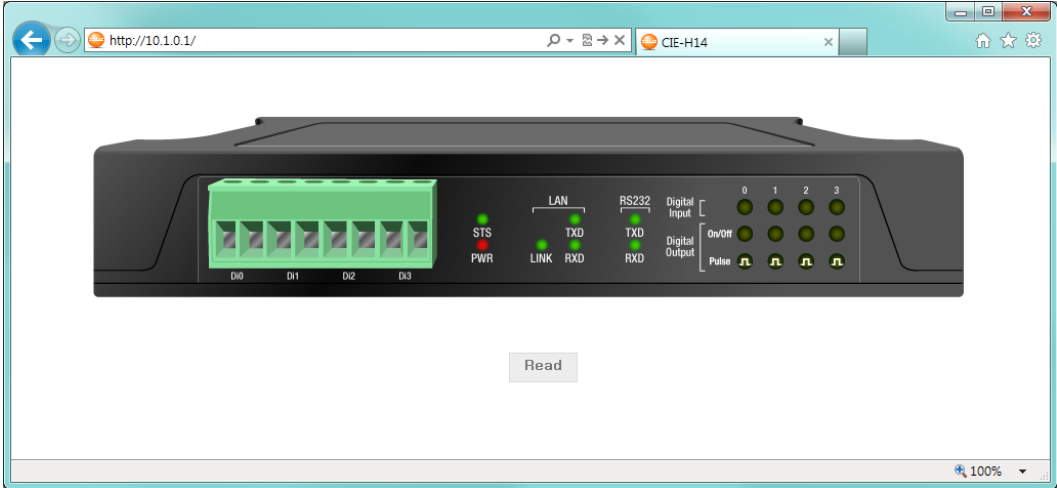 http://10.1.0.1/
CIE-H14
0 1 2 3
LAN RS232 Digital Input
STS TXD TXD On/Off
Digital Output
PWR LINK RXD RXD Pulse
Di0 Di1 Di2 Di3
Read
100%